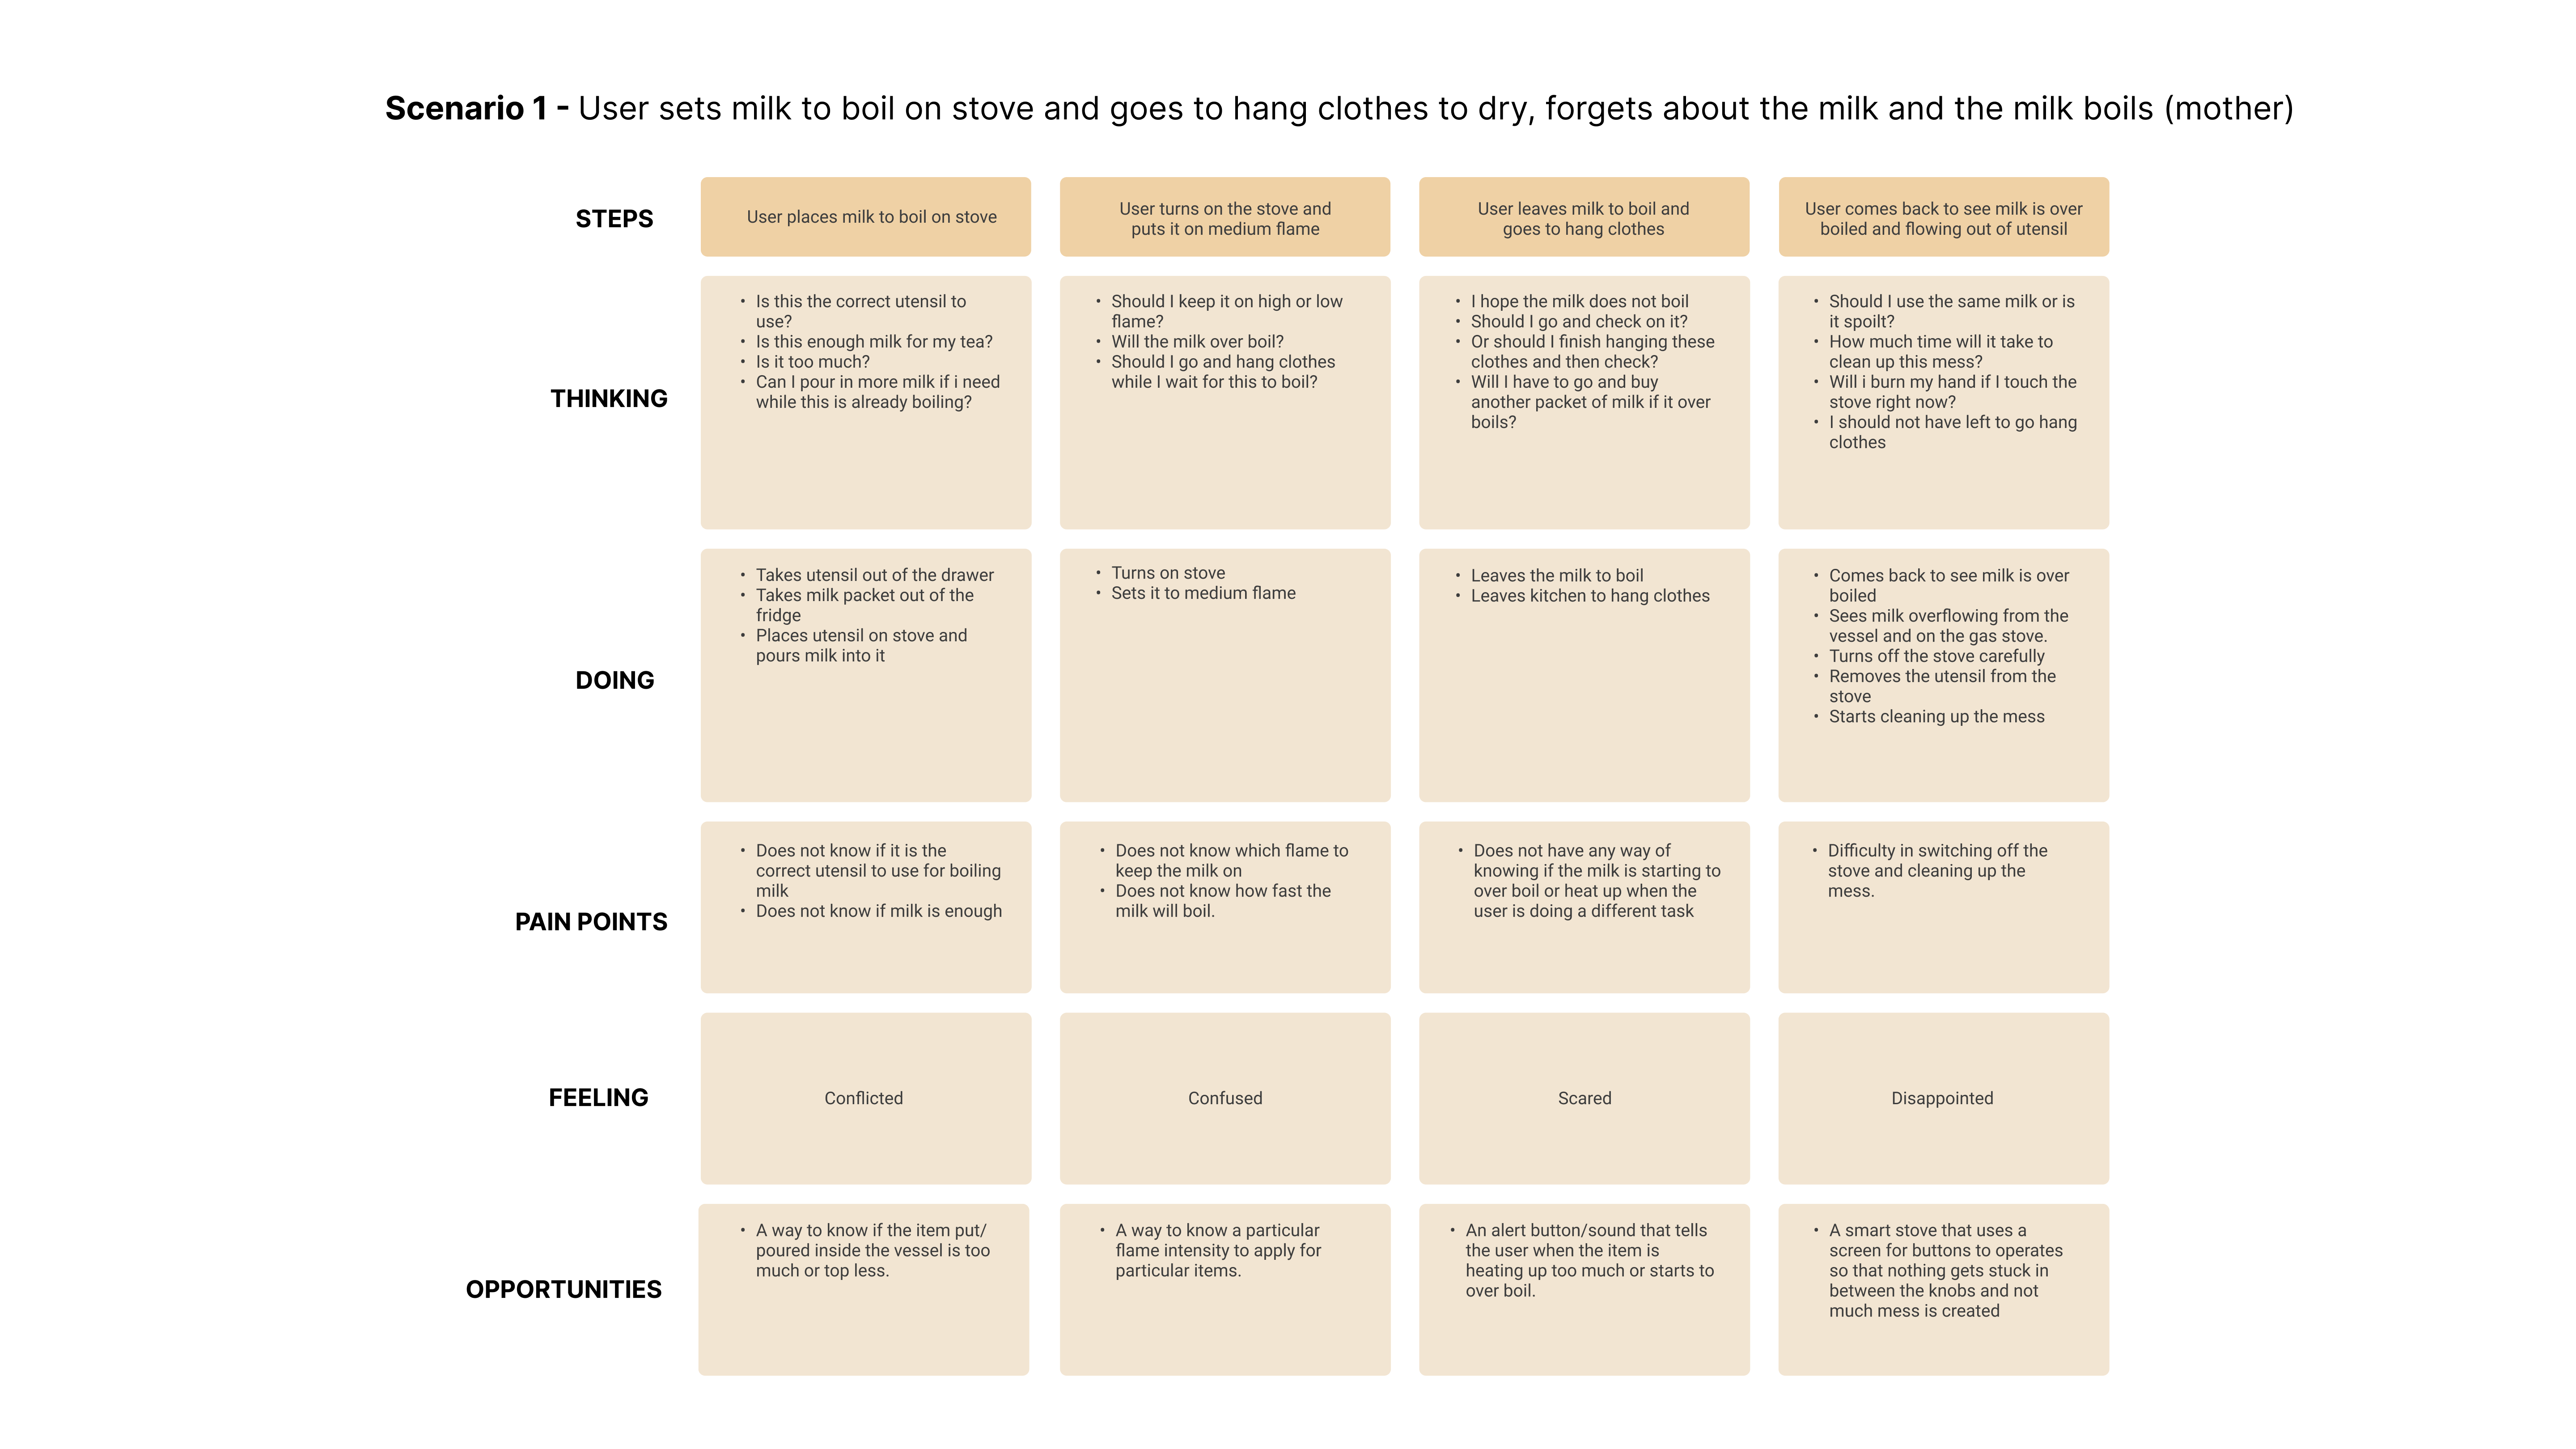 Scenario 1 - User sets milk to boil on stove and goes to hang clothes to dry, forgets about the milk and the milk boils (mother)
STEPS
User places milk to boil on stove
User turns on the stove and
puts it on medium flame
User leaves milk to boil and
goes to hang clothes
User comes back to see milk is over
boiled and flowing out of utensil
THINKING
• Is this the correct utensil to
use?
• Is this enough milk for my tea?
• Is it too much?
• Can I pour in more milk if i need
while this is already boiling?
• Should I keep it on high or low
flame?
• Will the milk over boil?
• Should I go and hang clothes
while I wait for this to boil?
• I hope the milk does not boil
• Should I go and check on it?
• Or should I finish hanging these
clothes and then check?
• Will I have to go and buy
another packet of milk if it over
boils?
• Should I use the same milk or is
it spoilt?
• How much time will it take to
clean up this mess?
• Will i burn my hand if I touch the
stove right now?
• I should not have left to go hang
clothes
DOING
• Takes utensil out of the drawer
• Takes milk packet out of the
fridge
• Places utensil on stove and
pours milk into it
• Turns on stove
• Sets it to medium flame
• Leaves the milk to boil
• Leaves kitchen to hang clothes
• Comes back to see milk is over
boiled
• Sees milk overflowing from the
vessel and on the gas stove.
• Turns off the stove carefully
• Removes the utensil from the
stove
• Starts cleaning up the mess
PAIN POINTS
• Does not know if it is the
correct utensil to use for boiling
milk
• Does not know if milk is enough
• Does not know which flame to
keep the milk on
• Does not know how fast the
milk will boil.
• Does not have any way of
knowing if the milk is starting to
over boil or heat up when the
user is doing a different task
• Difficulty in switching off the
stove and cleaning up the
mess.
FEELING
Conflicted
Confused
Scared
Disappointed
OPPORTUNITIES
• A way to know if the item put/
poured inside the vessel is too
much or top less.
• A way to know a particular
flame intensity to apply for
particular items.
• An alert button/sound that tells
the user when the item is
heating up too much or starts to
over boil.
• A smart stove that uses a
screen for buttons to operates
so that nothing gets stuck in
between the knobs and not
much mess is created